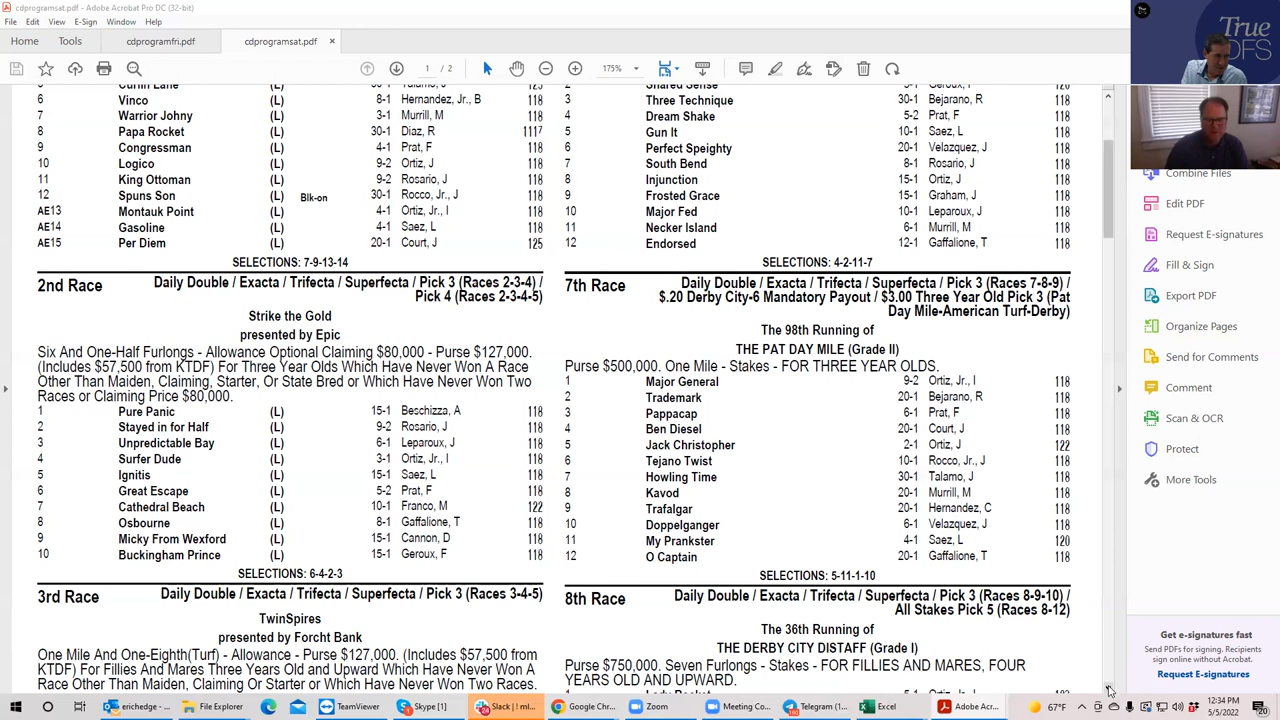 cdprogramsat.pdf - Adobe Acrobat Pro DC (32-bit)
File Edit View E-Sign Window Help
Home Tools cdprogramfri.pdf cdprogramsat.pdf ×
1 / 2 175%
True
DFS
6 Vinco (L) 8-1 Hernandez, Jr., B 118
7 Warrior Johny (L) 3-1 Murrill, M 118
8 Papa Rocket (L) 30-1 Diaz, R 111⁷
9 Congressman (L) 4-1 Prat, F 118
10 Logico (L) 9-2 Ortiz, J 118
11 King Ottoman (L) 9-2 Rosario, J 118
12 Spuns Son (L) Blk-on 30-1 Rocco, Jr., J 118
AE13 Montauk Point (L) 4-1 Ortiz, Jr., I 118
AE14 Gasoline (L) 4-1 Saez, L 118
AE15 Per Diem (L) 20-1 Court, J 125
SELECTIONS: 7-9-13-14
2nd Race Daily Double / Exacta / Trifecta / Superfecta / Pick 3 (Races 2-3-4) /
Pick 4 (Races 2-3-4-5)
Strike the Gold
presented by Epic
Six And One-Half Furlongs - Allowance Optional Claiming $80,000 - Purse $127,000.
(Includes $57,500 from KTDF) For Three Year Olds Which Have Never Won A Race
Other Than Maiden, Claiming, Starter, Or State Bred or Which Have Never Won Two
Races or Claiming Price $80,000.
1 Pure Panic (L) 15-1 Beschizza, A 118
2 Stayed in for Half (L) 9-2 Rosario, J 118
3 Unpredictable Bay (L) 6-1 Leparoux, J 118
4 Surfer Dude (L) 3-1 Ortiz, Jr., I 118
5 Ignitis (L) 15-1 Saez, L 118
6 Great Escape (L) 5-2 Prat, F 118
7 Cathedral Beach (L) 10-1 Franco, M 122
8 Osbourne (L) 8-1 Gaffalione, T 118
9 Micky From Wexford (L) 15-1 Cannon, D 118
10 Buckingham Prince (L) 15-1 Geroux, F 118
SELECTIONS: 6-4-2-3
3rd Race Daily Double / Exacta / Trifecta / Superfecta / Pick 3 (Races 3-4-5)
TwinSpires
presented by Forcht Bank
One Mile And One-Eighth(Turf) - Allowance - Purse $127,000. (Includes $57,500 from
KTDF) For Fillies And Mares Three Years Old and Upward Which Have Never Won A
Race Other Than Maiden, Claiming Or Starter or Which Have Never Won Two Races.
3 Three Technique 30-1 Bejarano, R 118
4 Dream Shake 5-2 Prat, F 118
5 Gun It 10-1 Saez, L 118
6 Perfect Speighty 20-1 Velazquez, J 118
7 South Bend 8-1 Rosario, J 118
8 Injunction 15-1 Ortiz, J 118
9 Frosted Grace 15-1 Graham, J 118
10 Major Fed 10-1 Leparoux, J 118
11 Necker Island 6-1 Murrill, M 118
12 Endorsed 12-1 Gaffalione, T 118
SELECTIONS: 4-2-11-7
7th Race Daily Double / Exacta / Trifecta / Superfecta / Pick 3 (Races 7-8-9) /
$.20 Derby City-6 Mandatory Payout / $3.00 Three Year Old Pick 3 (Pat
Day Mile-American Turf-Derby)
The 98th Running of
THE PAT DAY MILE (Grade II)
Purse $500,000. One Mile - Stakes - FOR THREE YEAR OLDS.
1 Major General 9-2 Ortiz, Jr., I 118
2 Trademark 20-1 Bejarano, R 118
3 Pappacap 6-1 Prat, F 118
4 Ben Diesel 20-1 Court, J 118
5 Jack Christopher 2-1 Ortiz, J 122
6 Tejano Twist 10-1 Rocco, Jr., J 118
7 Howling Time 30-1 Talamo, J 118
8 Kavod 20-1 Murrill, M 118
9 Trafalgar 20-1 Hernandez, C 118
10 Doppelganger 6-1 Velazquez, J 118
11 My Prankster 4-1 Saez, L 120
12 O Captain 20-1 Gaffalione, T 118
SELECTIONS: 5-11-1-10
8th Race Daily Double / Exacta / Trifecta / Superfecta / Pick 3 (Races 8-9-10) /
All Stakes Pick 5 (Races 8-12)
The 36th Running of
THE DERBY CITY DISTAFF (Grade I)
Purse $750,000. Seven Furlongs - Stakes - FOR FILLIES AND MARES, FOUR
YEARS OLD AND UPWARD.
Combine Files
Edit PDF
Request E-signatures
Fill & Sign
Export PDF
Organize Pages
Send for Comments
Comment
Scan & OCR
Protect
More Tools
Get e-signatures fast
Send PDFs for signing. Recipients
sign online without Acrobat.
Request E-signatures
erichedge - ... File Explorer TeamViewer Skype [1] Slack | ! ml... Google Chr... Zoom Meeting Co... Telegram (1... Excel Adobe Acr... 67°F 12:34 PM
5/5/2022
20